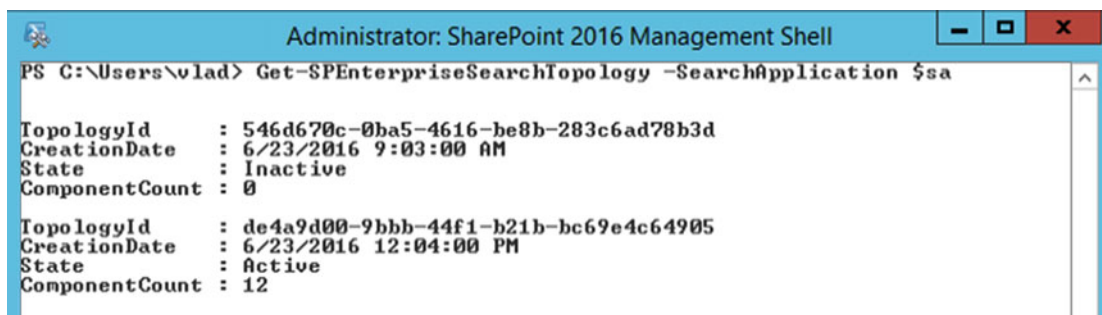 Administrator: SharePoint 2016 Management Shell
PS C:\Users\vlad> Get-SPEnterpriseSearchTopology -SearchApplication $sa
TopologyId : 546d670c-0ba5-4616-be8b-283c6ad78b3d
CreationDate : 6/23/2016 9:03:00 AM
State : Inactive
ComponentCount : 0
TopologyId : de4a9d00-9bbb-44f1-b21b-bc69e4c64905
CreationDate : 6/23/2016 12:04:00 PM
State : Active
ComponentCount : 12